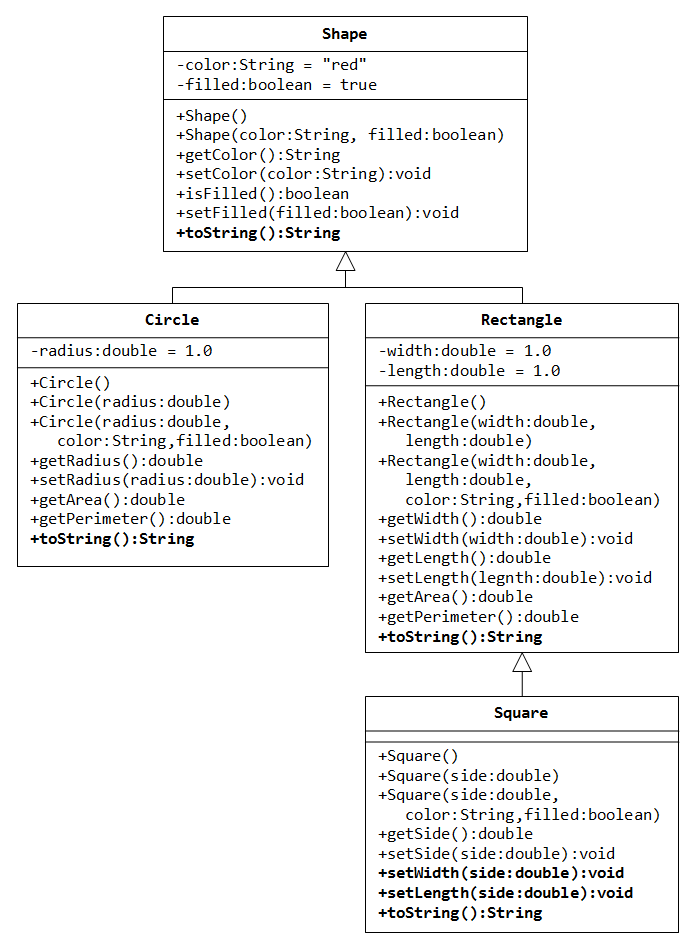 Shape
-color:String = "red"
-filled:boolean = true
+Shape()
+Shape(color:String, filled:boolean)
+getColor():String
+setColor(color:String):void
+isFilled():boolean
+setFilled(filled:boolean):void
+toString():String
Circle
-radius:double = 1.0
+Circle()
+Circle(radius:double)
+Circle(radius:double,
color:String,filled:boolean)
+getRadius():double
+setRadius(radius:double):void
+getArea():double
+getPerimeter():double
+toString():String
Rectangle
-width:double = 1.0
-length:double = 1.0
+Rectangle()
+Rectangle(width:double,
length:double)
+Rectangle(width:double,
length:double,
color:String,filled:boolean)
+getWidth():double
+setWidth(width:double):void
+getLength():double
+setLength(legnth:double):void
+getArea():double
+getPerimeter():double
+toString():String
Square
+Square()
+Square(side:double)
+Square(side:double,
color:String,filled:boolean)
+getSide():double
+setSide(side:double):void
+setWidth(side:double):void
+setLength(side:double):void
+toString():String